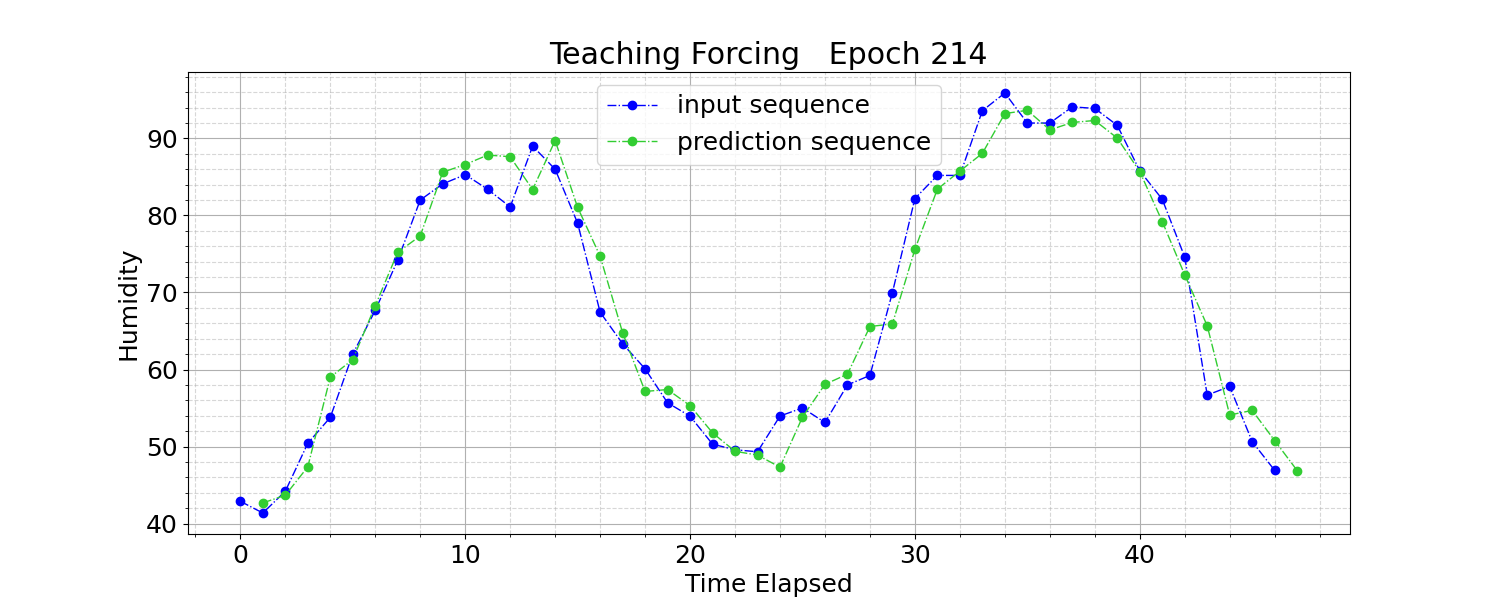 Teaching Forcing   Epoch 214
input sequence
prediction sequence
Humidity
90
80
70
60
50
40
0 10 20 30 40
Time Elapsed